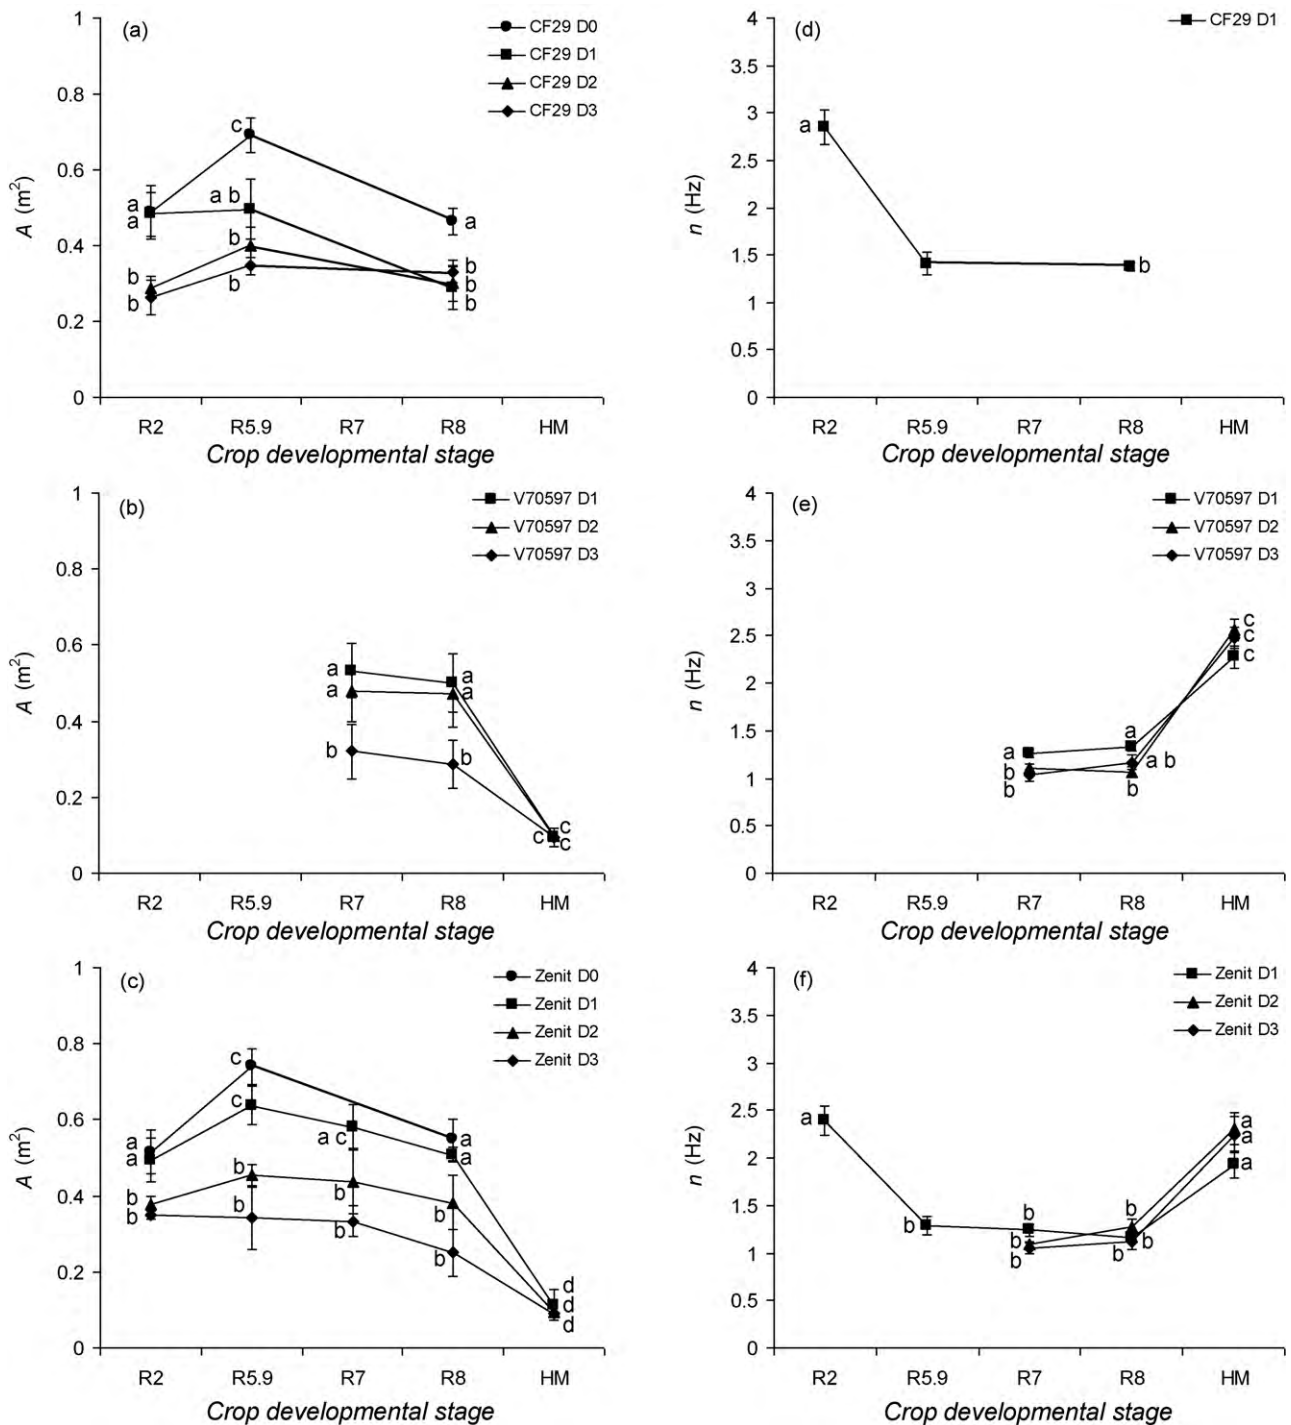 (a)
CF29 D0
CF29 D1
CF29 D2
CF29 D3
1
0.8
0.6
0.4
0.2
0
A (m²)
c
a
a
a b
b
b
b
b
a
b
b
b
R2 R5.9 R7 R8 HM
Crop developmental stage
(d)
CF29 D1
4
3.5
3
2.5
2
1.5
1
0.5
0
n (Hz)
a
b
R2 R5.9 R7 R8 HM
Crop developmental stage
(b)
V70597 D1
V70597 D2
V70597 D3
1
0.8
0.6
0.4
0.2
0
A (m²)
a
a
b
a
a
b
c
c
c
R2 R5.9 R7 R8 HM
Crop developmental stage
(e)
V70597 D1
V70597 D2
V70597 D3
4
3.5
3
2.5
2
1.5
1
0.5
0
n (Hz)
a
b
b
a
a b
b
c
c
c
R2 R5.9 R7 R8 HM
Crop developmental stage
(c)
Zenit D0
Zenit D1
Zenit D2
Zenit D3
1
0.8
0.6
0.4
0.2
0
A (m²)
a
a
b
b
c
c
b
b
a c
b
b
a
a
b
b
d
d
d
R2 R5.9 R7 R8 HM
Crop developmental stage
(f)
Zenit D1
Zenit D2
Zenit D3
4
3.5
3
2.5
2
1.5
1
0.5
0
n (Hz)
a
b
b
b
b
b
b
b
a
a
a
R2 R5.9 R7 R8 HM
Crop developmental stage